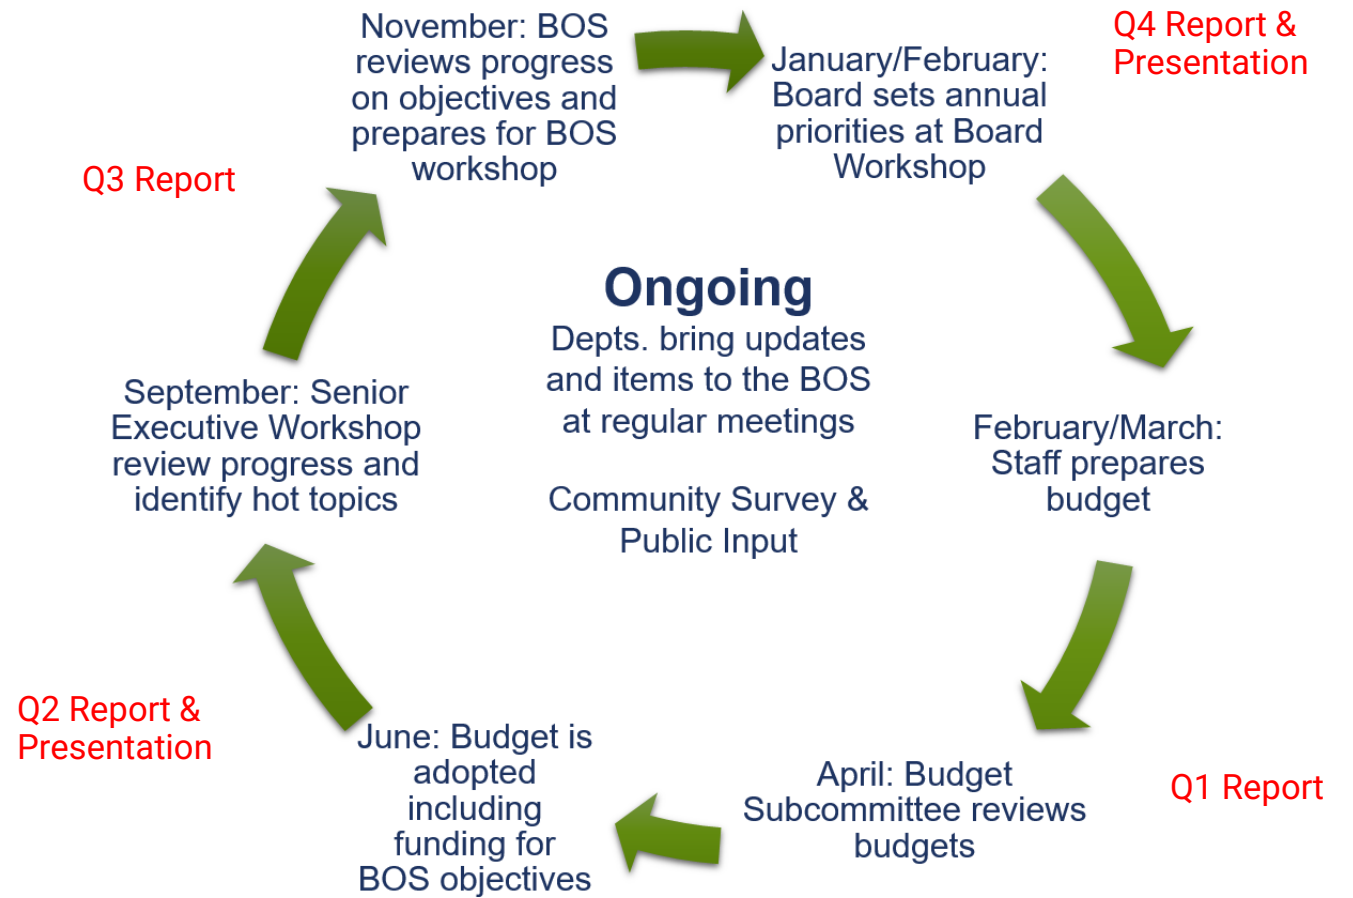 November: BOS
reviews progress
on objectives and
prepares for BOS
workshop
January/February:
Board sets annual
priorities at Board
Workshop
Q4 Report &
Presentation
Q3 Report
Ongoing
Depts. bring updates
and items to the BOS
at regular meetings
Community Survey &
Public Input
September: Senior
Executive Workshop
review progress and
identify hot topics
February/March:
Staff prepares
budget
Q2 Report &
Presentation
June: Budget is
adopted
including
funding for
BOS objectives
April: Budget
Subcommittee reviews
budgets
Q1 Report